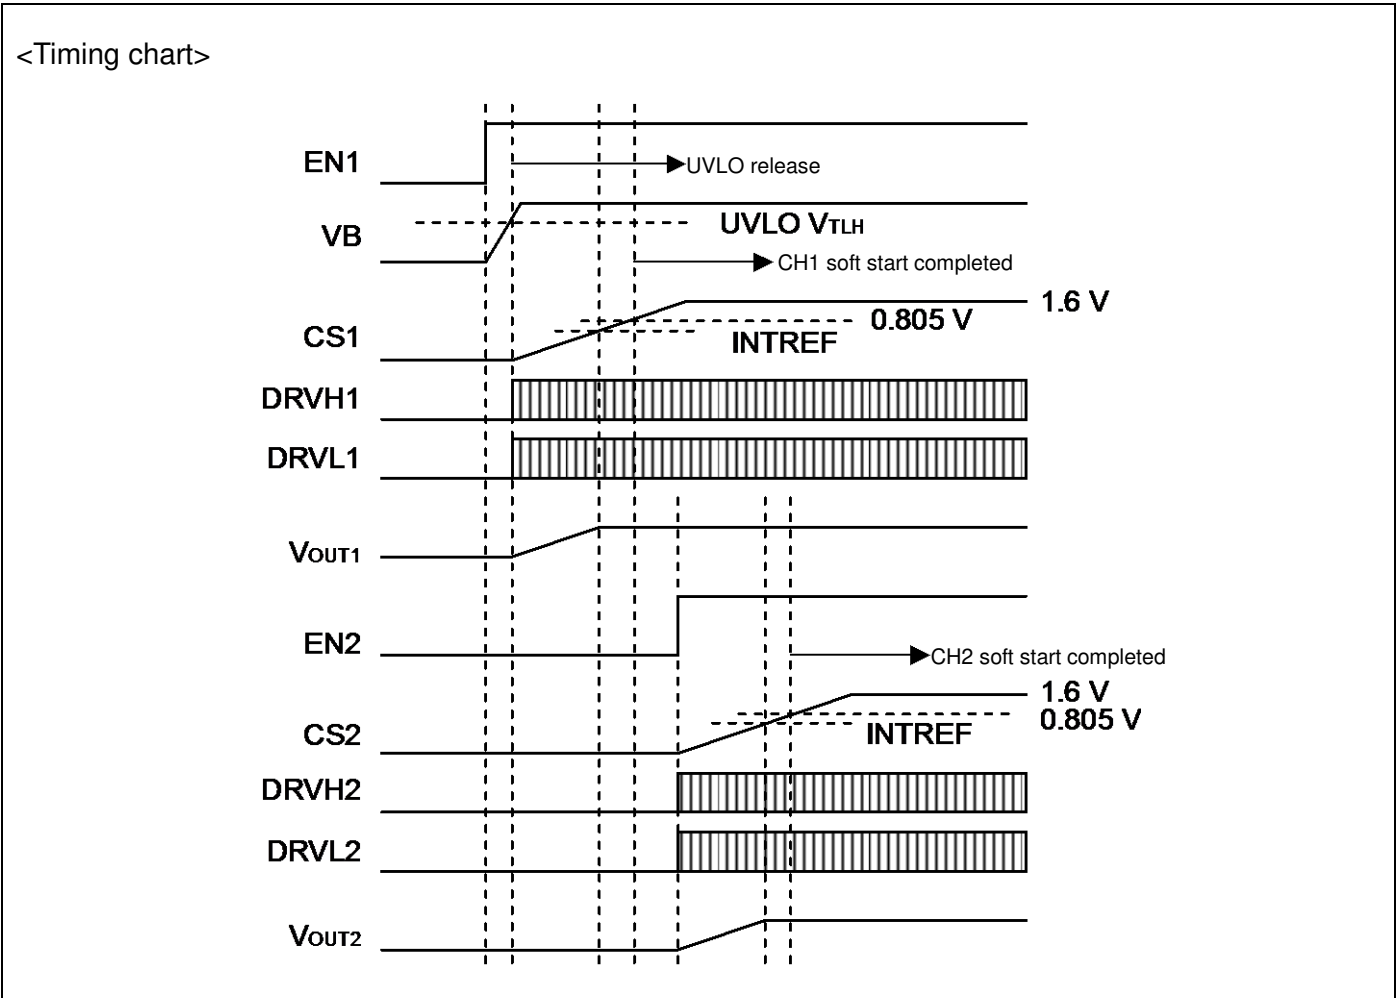 <Timing chart>
EN1
UVLO release
VB
UVLO VTLH
CH1 soft start completed
CS1
1.6 V
0.805 V
INTREF
DRVH1
DRVL1
VOUT1
EN2
CH2 soft start completed
1.6 V
0.805 V
CS2
INTREF
DRVH2
DRVL2
VOUT2